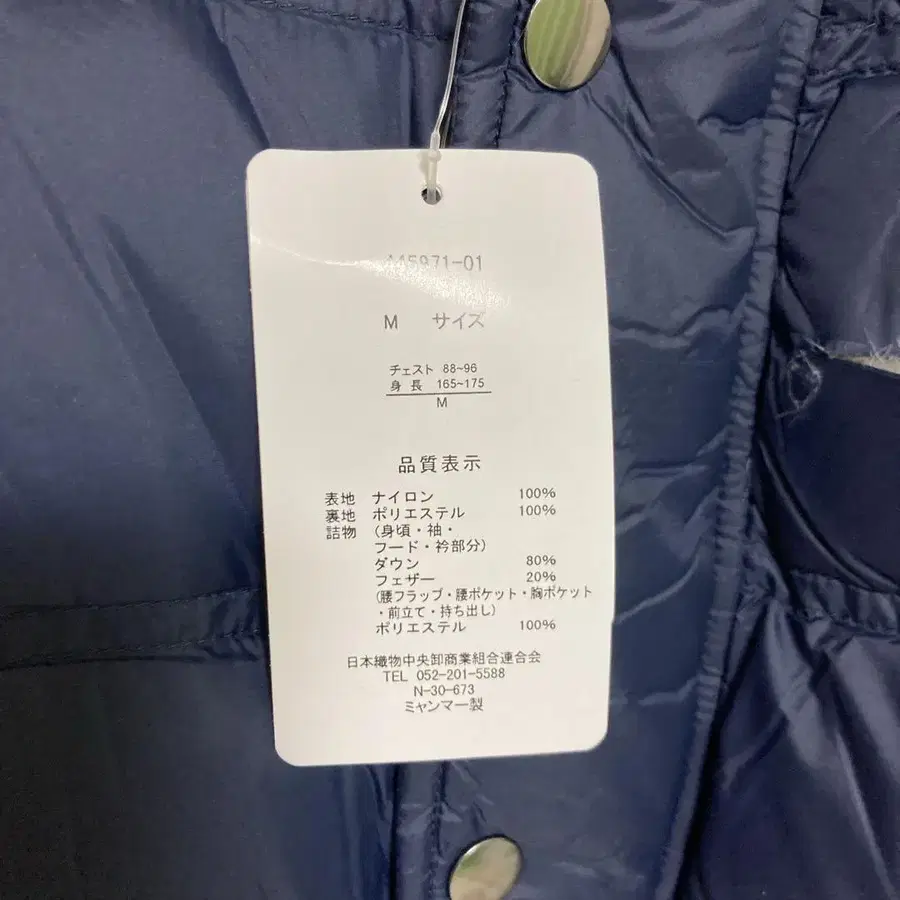 445971-01
M サイズ
チェスト 88~96
身長 165~175
M
品質表示
表地 ナイロン 100%
裏地 ポリエステル 100%
詰物 (身頃・袖・
フード・衿部分)
ダウン 80%
フェザー 20%
(腰フラップ・腰ポケット・胸ポケット
・前立て・持ち出し)
ポリエステル 100%
日本織物中央卸商業組合連合会
TEL 052-201-5588
N-30-673
ミャンマー製